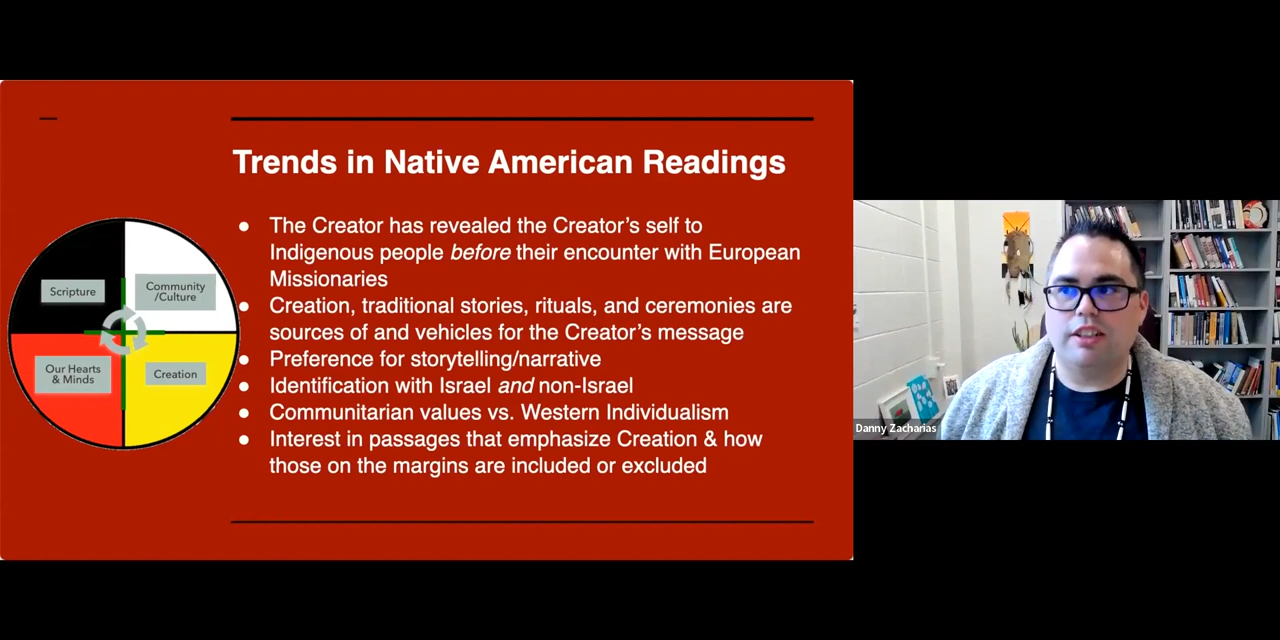 Trends in Native American Readings
● The Creator has revealed the Creator’s self to
Indigenous people before their encounter with European
Missionaries
● Creation, traditional stories, rituals, and ceremonies are
sources of and vehicles for the Creator’s message
● Preference for storytelling/narrative
● Identification with Israel and non-Israel
● Communitarian values vs. Western Individualism
● Interest in passages that emphasize Creation & how
those on the margins are included or excluded
Scripture
Community
/Culture
Our Hearts
& Minds
Creation
Danny Zacharias